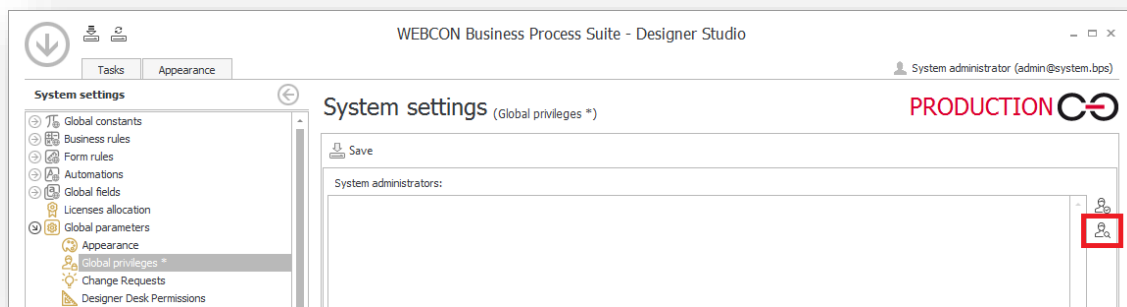 WEBCON Business Process Suite - Designer Studio
Tasks
Appearance
System administrator (admin@system.bps)
System settings
System settings (Global privileges *)
PRODUCTION
Global constants
Business rules
Form rules
Automations
Global fields
Licenses allocation
Global parameters
Appearance
Global privileges *
Change Requests
Designer Desk Permissions
Save
System administrators: